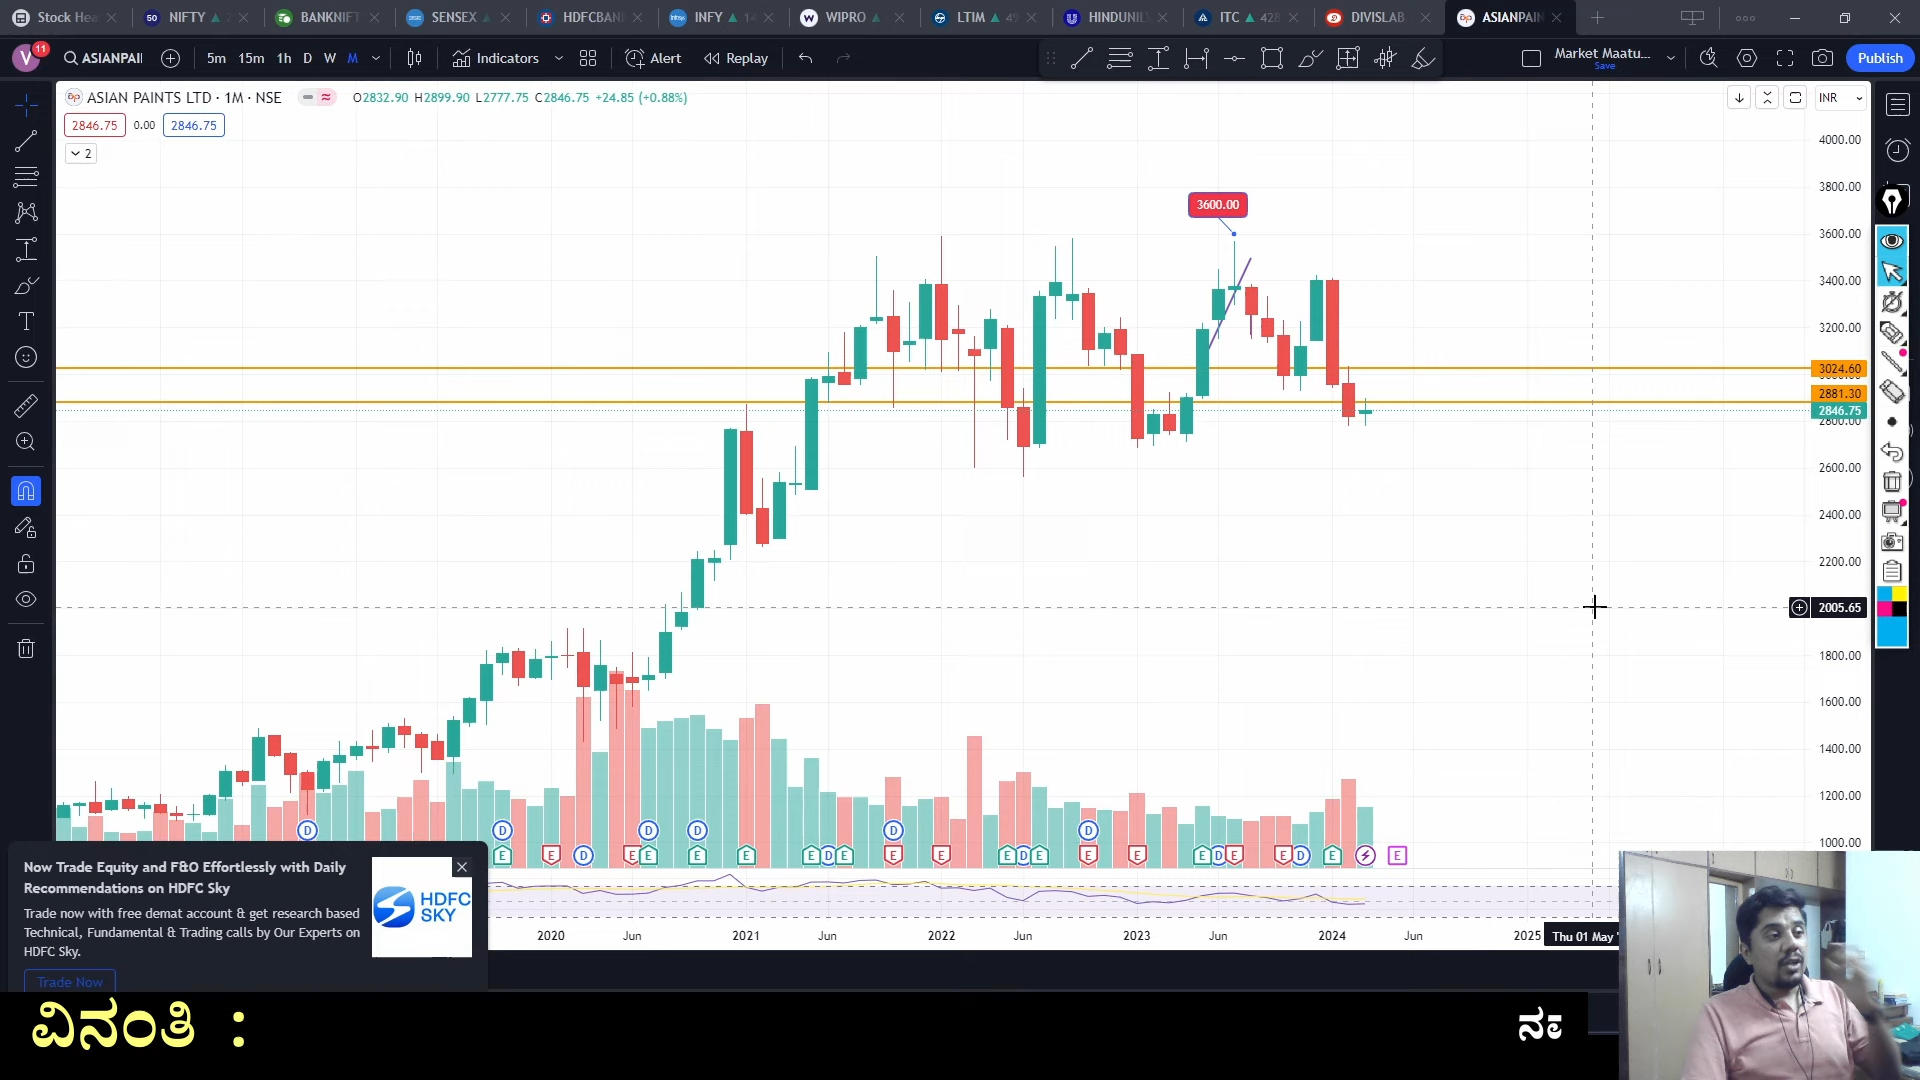 Stock Hea
NIFTY
BANKNIFT
SENSEX
HDFCBAN
INFY
WIPRO
LTIM
HINDUNIL
ITC 428
DIVISLAB
ASIANPAIN
V 11 ASIANPAI 5m 15m 1h D W M Indicators Alert Replay
Market Maatu...
Save
Publish
ASIAN PAINTS LTD · 1M · NSE
O2832.90 H2899.90 L2777.75 C2846.75 +24.85 (+0.88%)
INR
2846.75 0.00 2846.75
2
4000.00
3800.00
3600.00
3600.00
3400.00
3200.00
3024.60
2881.30
2846.75
2800.00
2600.00
2400.00
2200.00
2005.65
1800.00
1600.00
1400.00
1200.00
1000.00
D D D D D D
E E D E E E E E D E E E E D E E E E D E E D E E
2020 Jun 2021 Jun 2022 Jun 2023 Jun 2024 Jun 2025 Thu 01 May '
Now Trade Equity and F&O Effortlessly with Daily
Recommendations on HDFC Sky
Trade now with free demat account & get research based
Technical, Fundamental & Trading calls by Our Experts on
HDFC Sky.
HDFC
SKY
Trade Now
ವಿನಂತಿ :